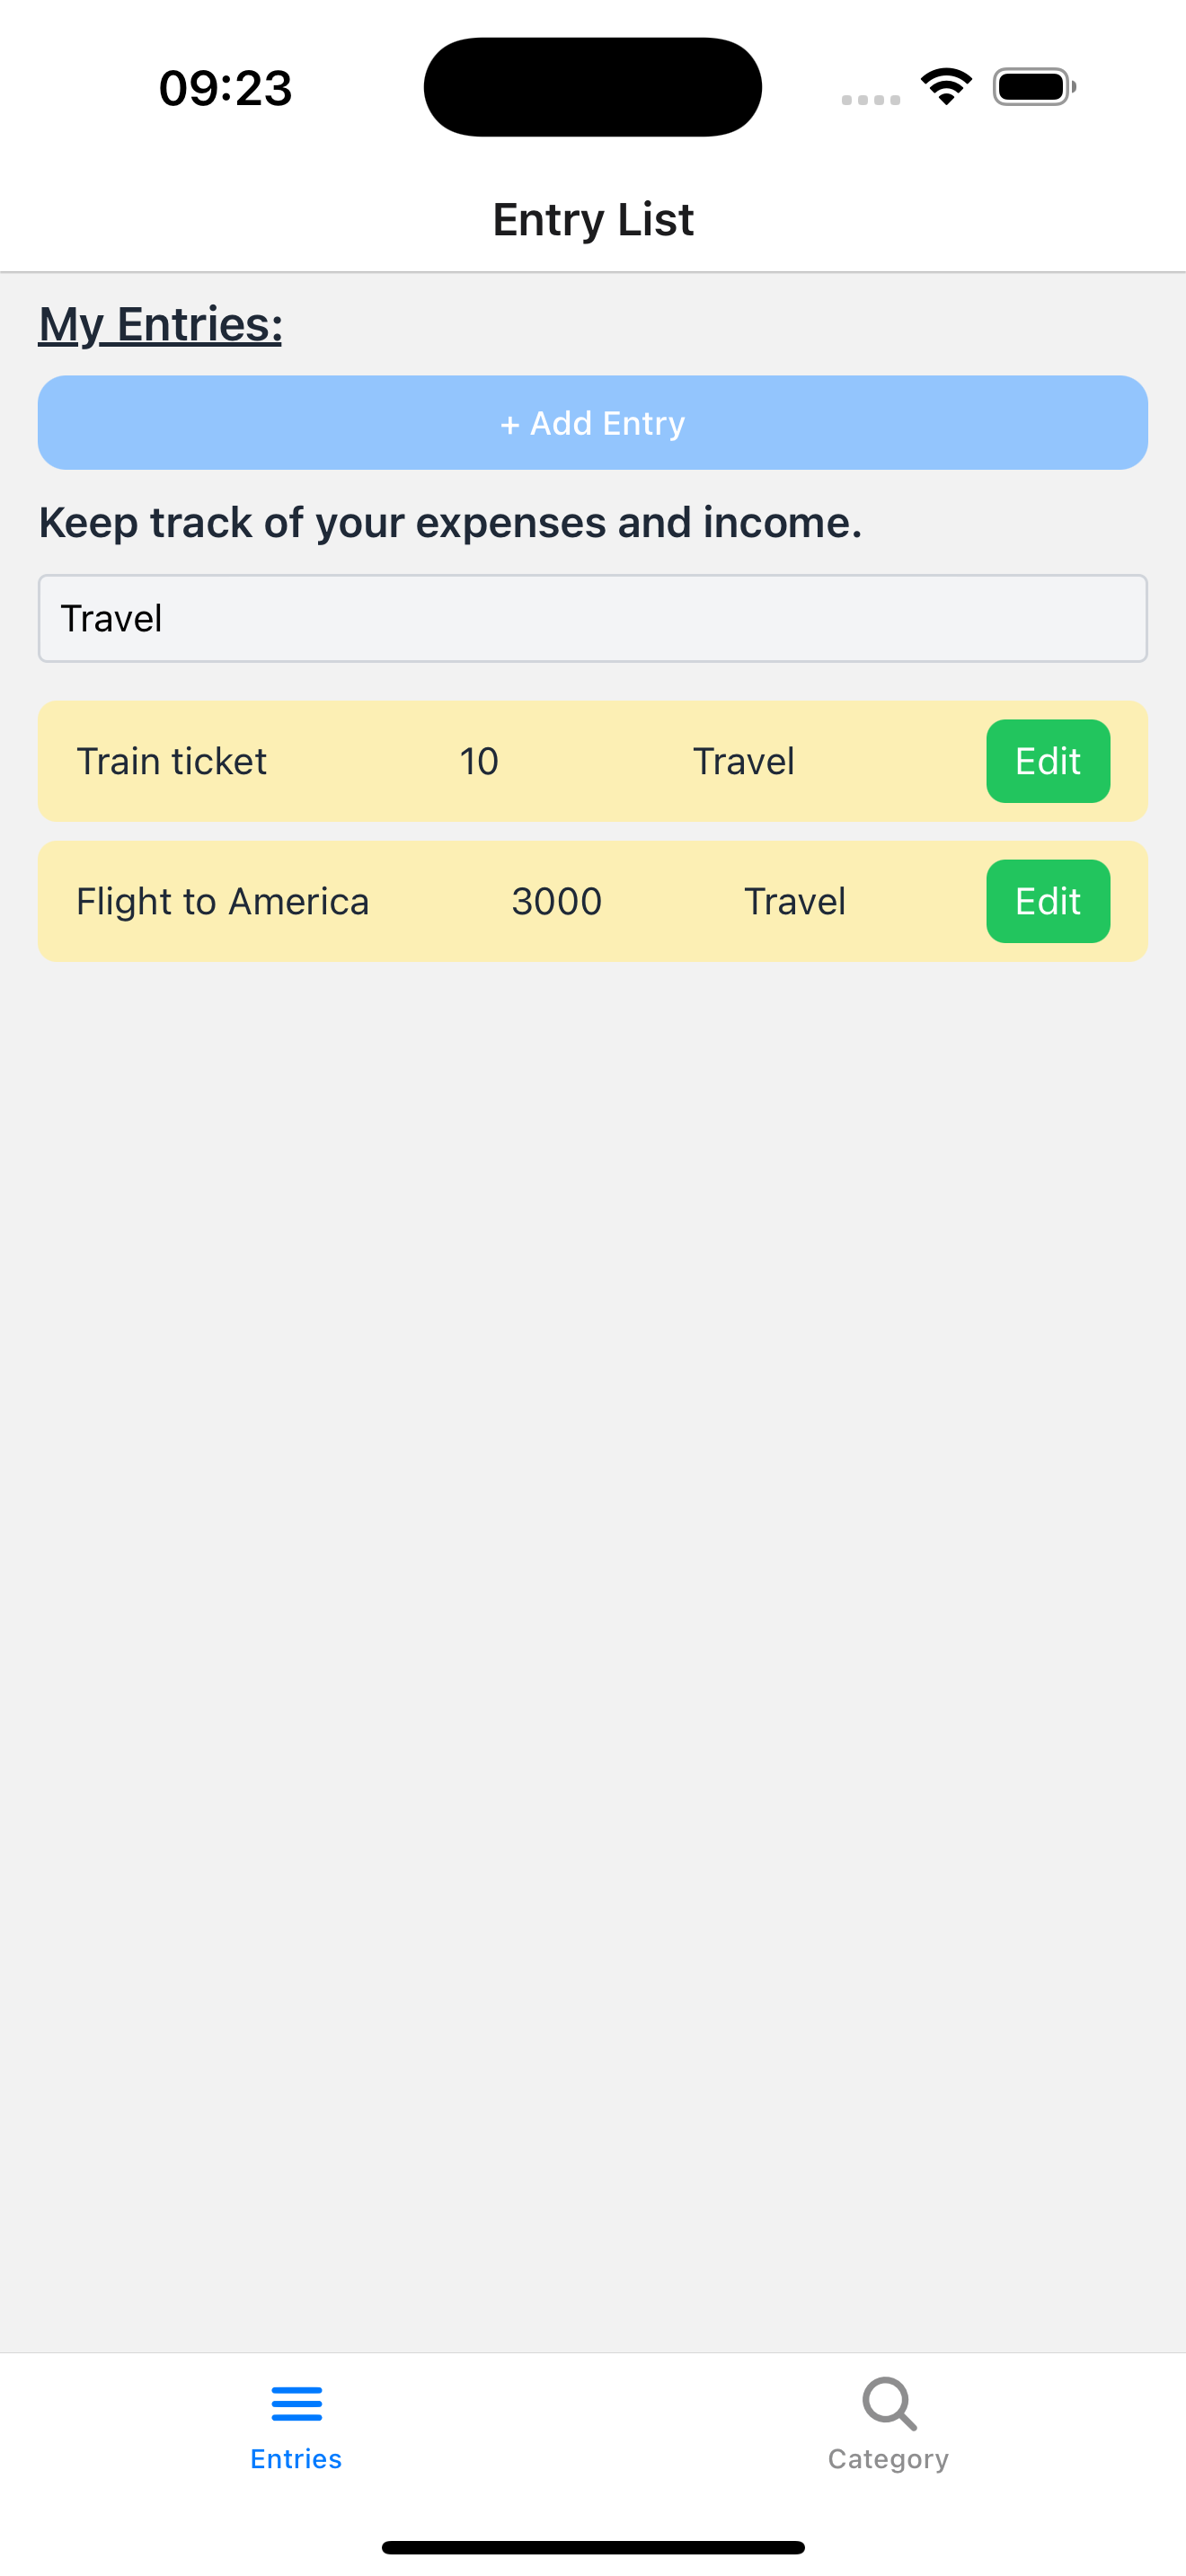 09:23
Entry List
My Entries:
+ Add Entry
Keep track of your expenses and income.
Travel
Train ticket 10 Travel Edit
Flight to America 3000 Travel Edit
Entries Category